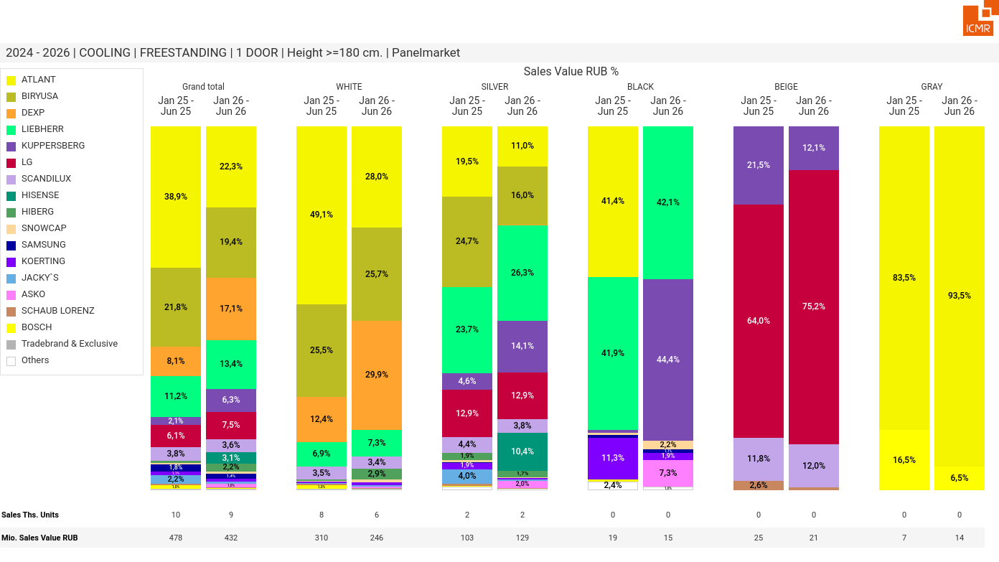 ICMR
2024 - 2026 | COOLING | FREESTANDING | 1 DOOR | Height >=180 cm. | Panelmarket
Sales Value RUB %
ATLANT
BIRYUSA
DEXP
LIEBHERR
KUPPERSBERG
LG
SCANDILUX
HISENSE
HIBERG
SNOWCAP
SAMSUNG
KOERTING
JACKY`S
ASKO
SCHAUB LORENZ
BOSCH
Tradebrand & Exclusive
Others
Grand total
Jan 25 -
Jun 25
38,9%
21,8%
8,1%
11,2%
2,1%
6,1%
3,8%
1,8%
1,1%
2,2%
1,0%
Jan 26 -
Jun 26
22,3%
19,4%
17,1%
13,4%
6,3%
7,5%
3,6%
3,1%
2,2%
1,4%
1,0%
WHITE
Jan 25 -
Jun 25
49,1%
25,5%
12,4%
6,9%
3,5%
1,0%
Jan 26 -
Jun 26
28,0%
25,7%
29,9%
7,3%
3,4%
2,9%
SILVER
Jan 25 -
Jun 25
19,5%
24,7%
23,7%
4,6%
12,9%
4,4%
1,9%
1,9%
4,0%
Jan 26 -
Jun 26
11,0%
16,0%
26,3%
14,1%
12,9%
3,8%
10,4%
1,7%
2,0%
BLACK
Jan 25 -
Jun 25
41,4%
41,9%
11,3%
2,4%
Jan 26 -
Jun 26
42,1%
44,4%
2,2%
1,1%
1,9%
7,3%
1,0%
BEIGE
Jan 25 -
Jun 25
21,5%
64,0%
11,8%
2,6%
Jan 26 -
Jun 26
12,1%
75,2%
12,0%
GRAY
Jan 25 -
Jun 25
83,5%
16,5%
Jan 26 -
Jun 26
93,5%
6,5%
Sales Ths. Units 10 9 8 6 2 2 0 0 0 0 0 0
Mio. Sales Value RUB 478 432 310 246 103 129 19 15 25 21 7 14